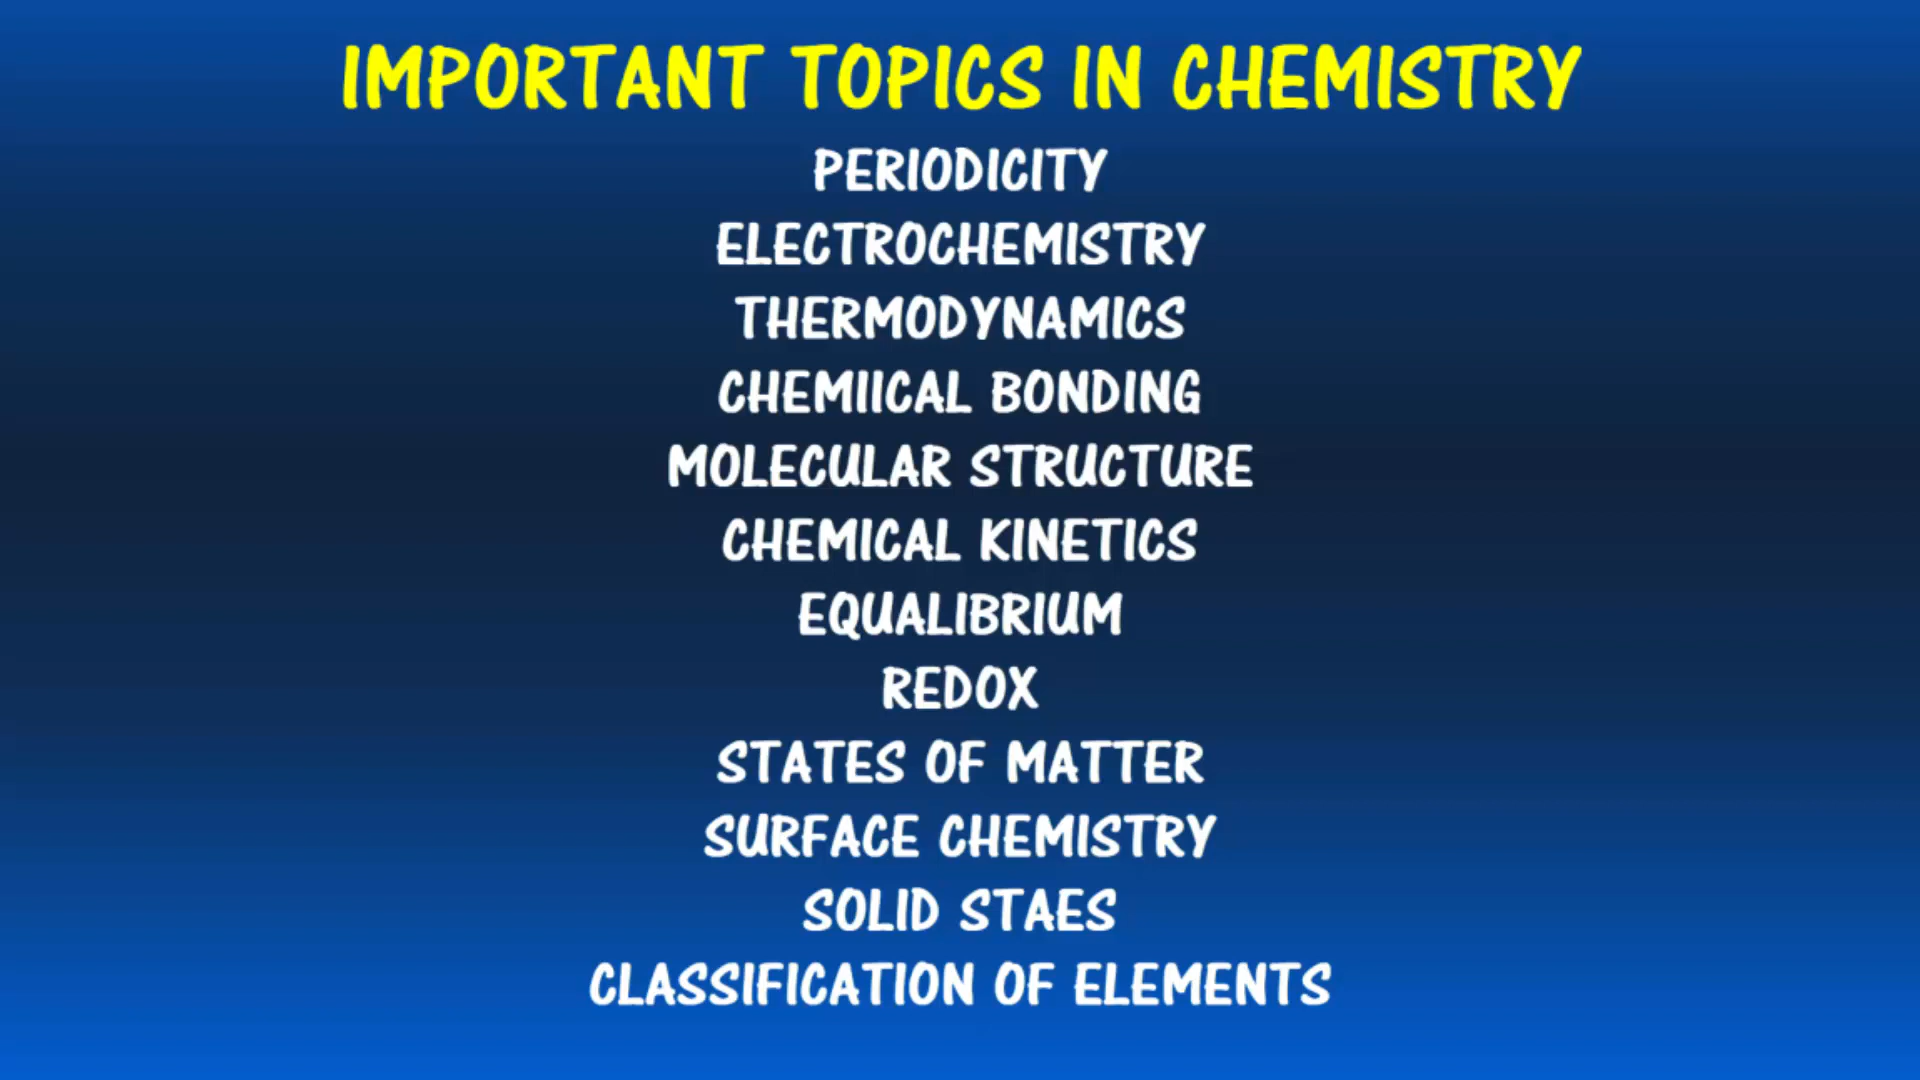 IMPORTANT TOPICS IN CHEMISTRY
PERIODICITY
ELECTROCHEMISTRY
THERMODYNAMICS
CHEMIICAL BONDING
MOLECULAR STRUCTURE
CHEMICAL KINETICS
EQUALIBRIUM
REDOX
STATES OF MATTER
SURFACE CHEMISTRY
SOLID STAES
CLASSIFICATION OF ELEMENTS